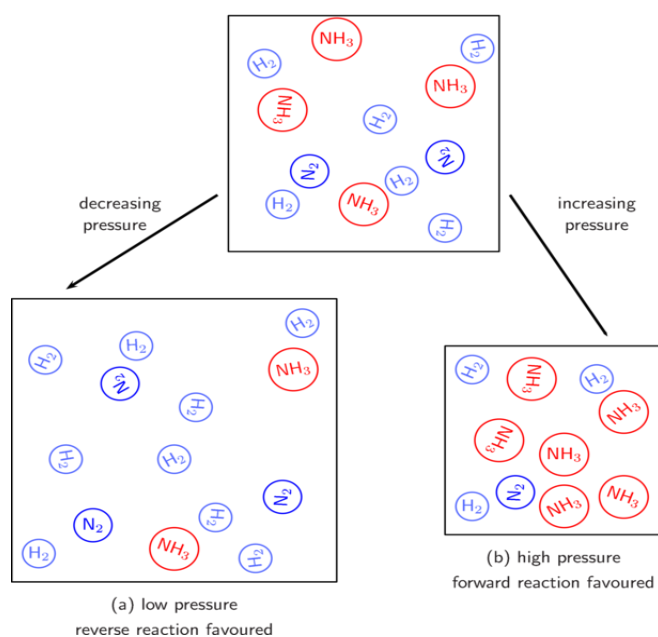 NH₃
H₂
H₂
NH₃
NH₃
H₂
N₂
N₂
H₂
H₂
NH₃
H₂
decreasing
pressure
increasing
pressure
H₂
H₂
H₂
NH₃
N₂
H₂
H₂
H₂
N₂
H₂
N₂
NH₃
H₂
H₂
(a) low pressure
reverse reaction favoured
H₂
NH₃
H₂
NH₃
NH₃
NH₃
N₂
NH₃
NH₃
H₂
(b) high pressure
forward reaction favoured